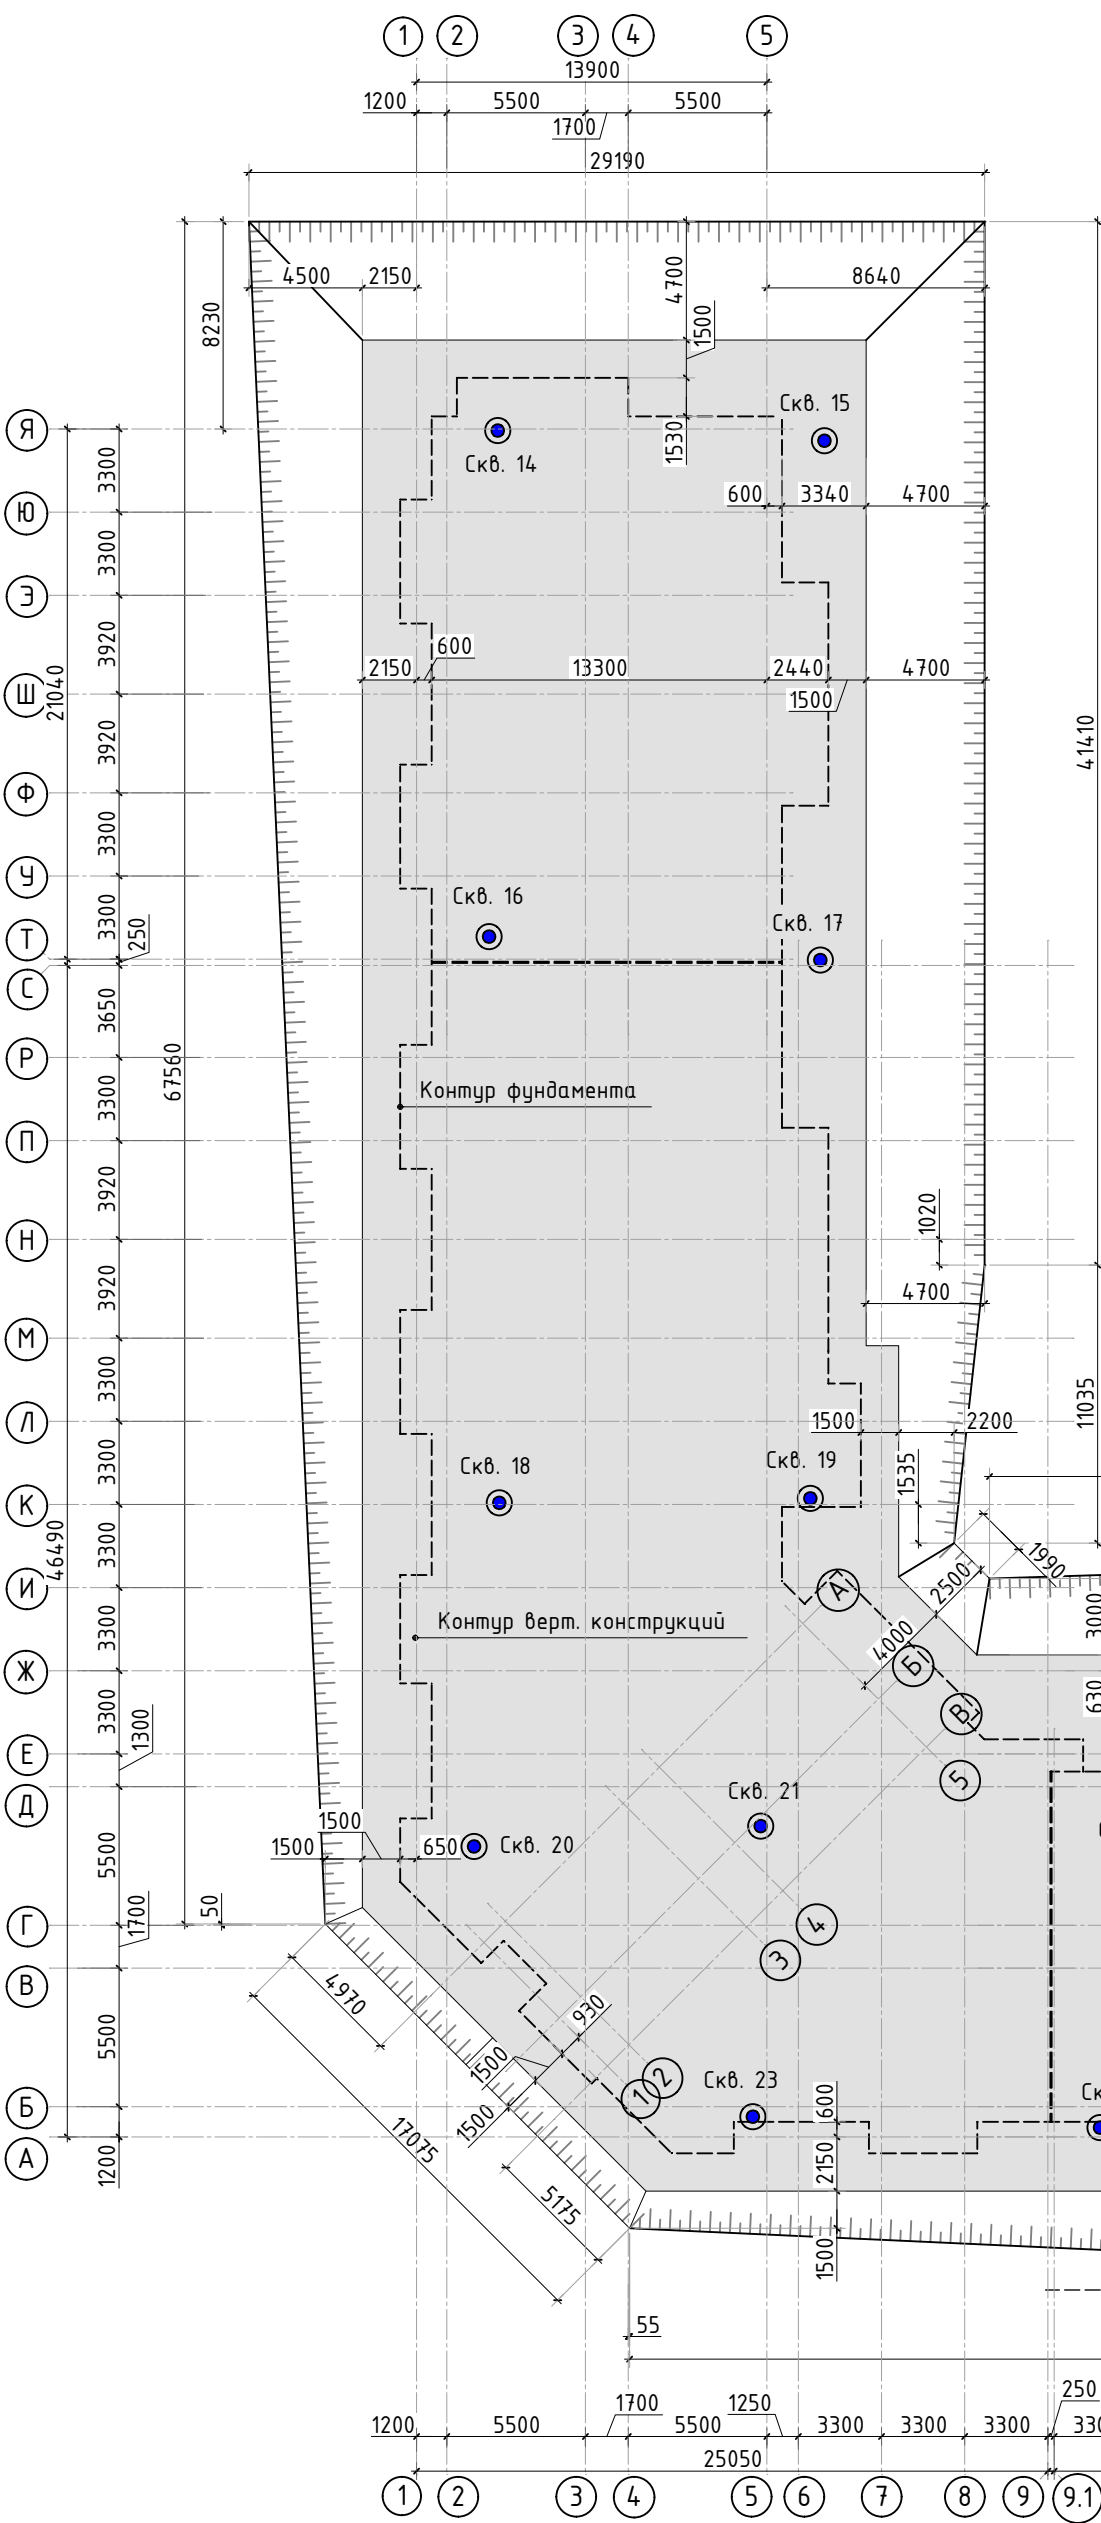 1 2 3 4 5
13900
1200 5500 5500
1700
29190
4500 2150 4700 8640
8230
1500
Скв. 15
Я
1530
3300
Скв. 14
600 3340 4700
Ю
3300
Э
3920
600
2150 13300 2440 4700
Ш
21040
1500
3920
41410
Ф
3300
У
Скв. 16
3300
Скв. 17
250
Т
С
3650
67560
Р
Контур фундамента
3300
П
3920
1020
Н
3920
4700
М
3300
11035
Л
1500 2200
Скв. 19
Скв. 18
3300
1535
К
46490
3300
1990
И
2500
А
3000
Контур верт. конструкций
3300
4000
Ж
Б
630
3300
В
1300
Е
5
Скв. 21
Д
1500
1500 650
Скв. 20
5500
50
1700
Г
4
3
В
4970
930
5500
1500
2
1
Скв. 23
Ск
Б
1500
600
17075
А
1200
2150
5175
1500
55
250
1700 1250
1200 5500 5500 3300 3300 3300 330
25050
1 2 3 4 5 6 7 8 9 9.1